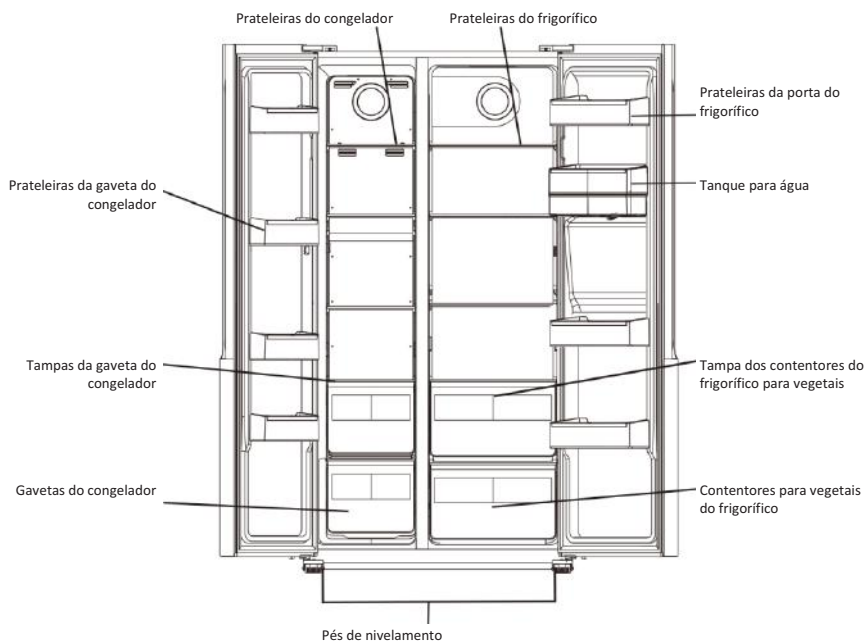 Prateleiras do congelador
Prateleiras do frigorífico
Prateleiras da porta do
frigorífico
Prateleiras da gaveta do
congelador
Tanque para água
Tampas da gaveta do
congelador
Tampa dos contentores do
frigorífico para vegetais
Gavetas do congelador
Contentores para vegetais
do frigorífico
Pés de nivelamento